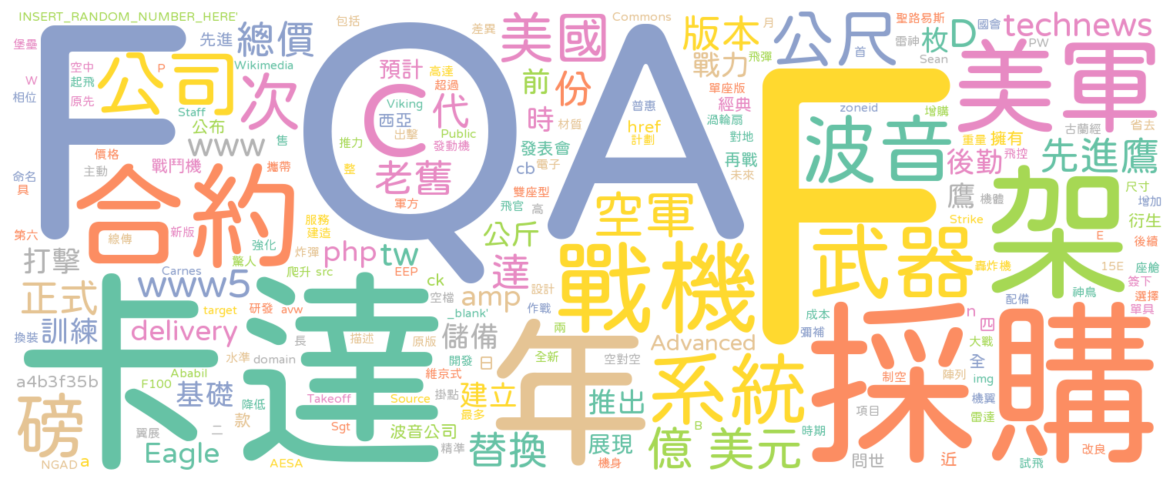 INSERT_RANDOM_NUMBER_HERE'
包括
差異
Commons
月
聖路易斯
國會
堡壘
先進
總價
美國
版本
公尺
首
雷神
枚
D
technews
F
QA
F
Wikimedia
預計
高達
超過
前
份
戰力
飛彈
PW
Sean
美軍
W
空中
P
公司
次
起飛
相位
原先
C
代
Viking
西亞
出擊
普惠
單座版
經典
渦輪扇
zoneid
增購
Staff
公布
售
www
推力
Public
發動機
時
材質
href
計劃
對地
波音
重量
擁有
古蘭經
省去
價格
戰鬥機
主動
攜帶
整
老舊
軍方
發表會
cb
電子
再戰
未來
後勤
飛控
先進鷹
命名
具
合約
雙座型
飛官
高
空軍
鷹
機體
架
尺寸
增加
衍生
第六
線傳
新版
服務
建造
炸彈
公斤
Strike
E
後續
打擊
強化
驚人
php
tw
達
戰機
武器
轟炸機
15E
座艙
簽下
Carnes
爬升
src
EEP
ck
設計
配備
神鳥
選擇
單具
正式
www5
target
研發
avw
空檔
amp
作戰
兩
成本
n
四
換裝
訓練
delivery
_blank'
儲備
年
Advanced
彌補
大戰
採購
水準
domain
長
描述
原版
開發
日
全新
空對空
全
a4b3f35b
Ababil
F100
基礎
卡達
維京式
系統
制空
陣列
img
機翼
降低
Takeoff
Source
掛點
建立
最多
推出
雷達
磅
款
Sgt
波音公司
B
項目
時期
翼展
二
Eagle
精準
替換
展現
億
美元
問世
近
改良
NGAD
a
AESA
機身
試飛